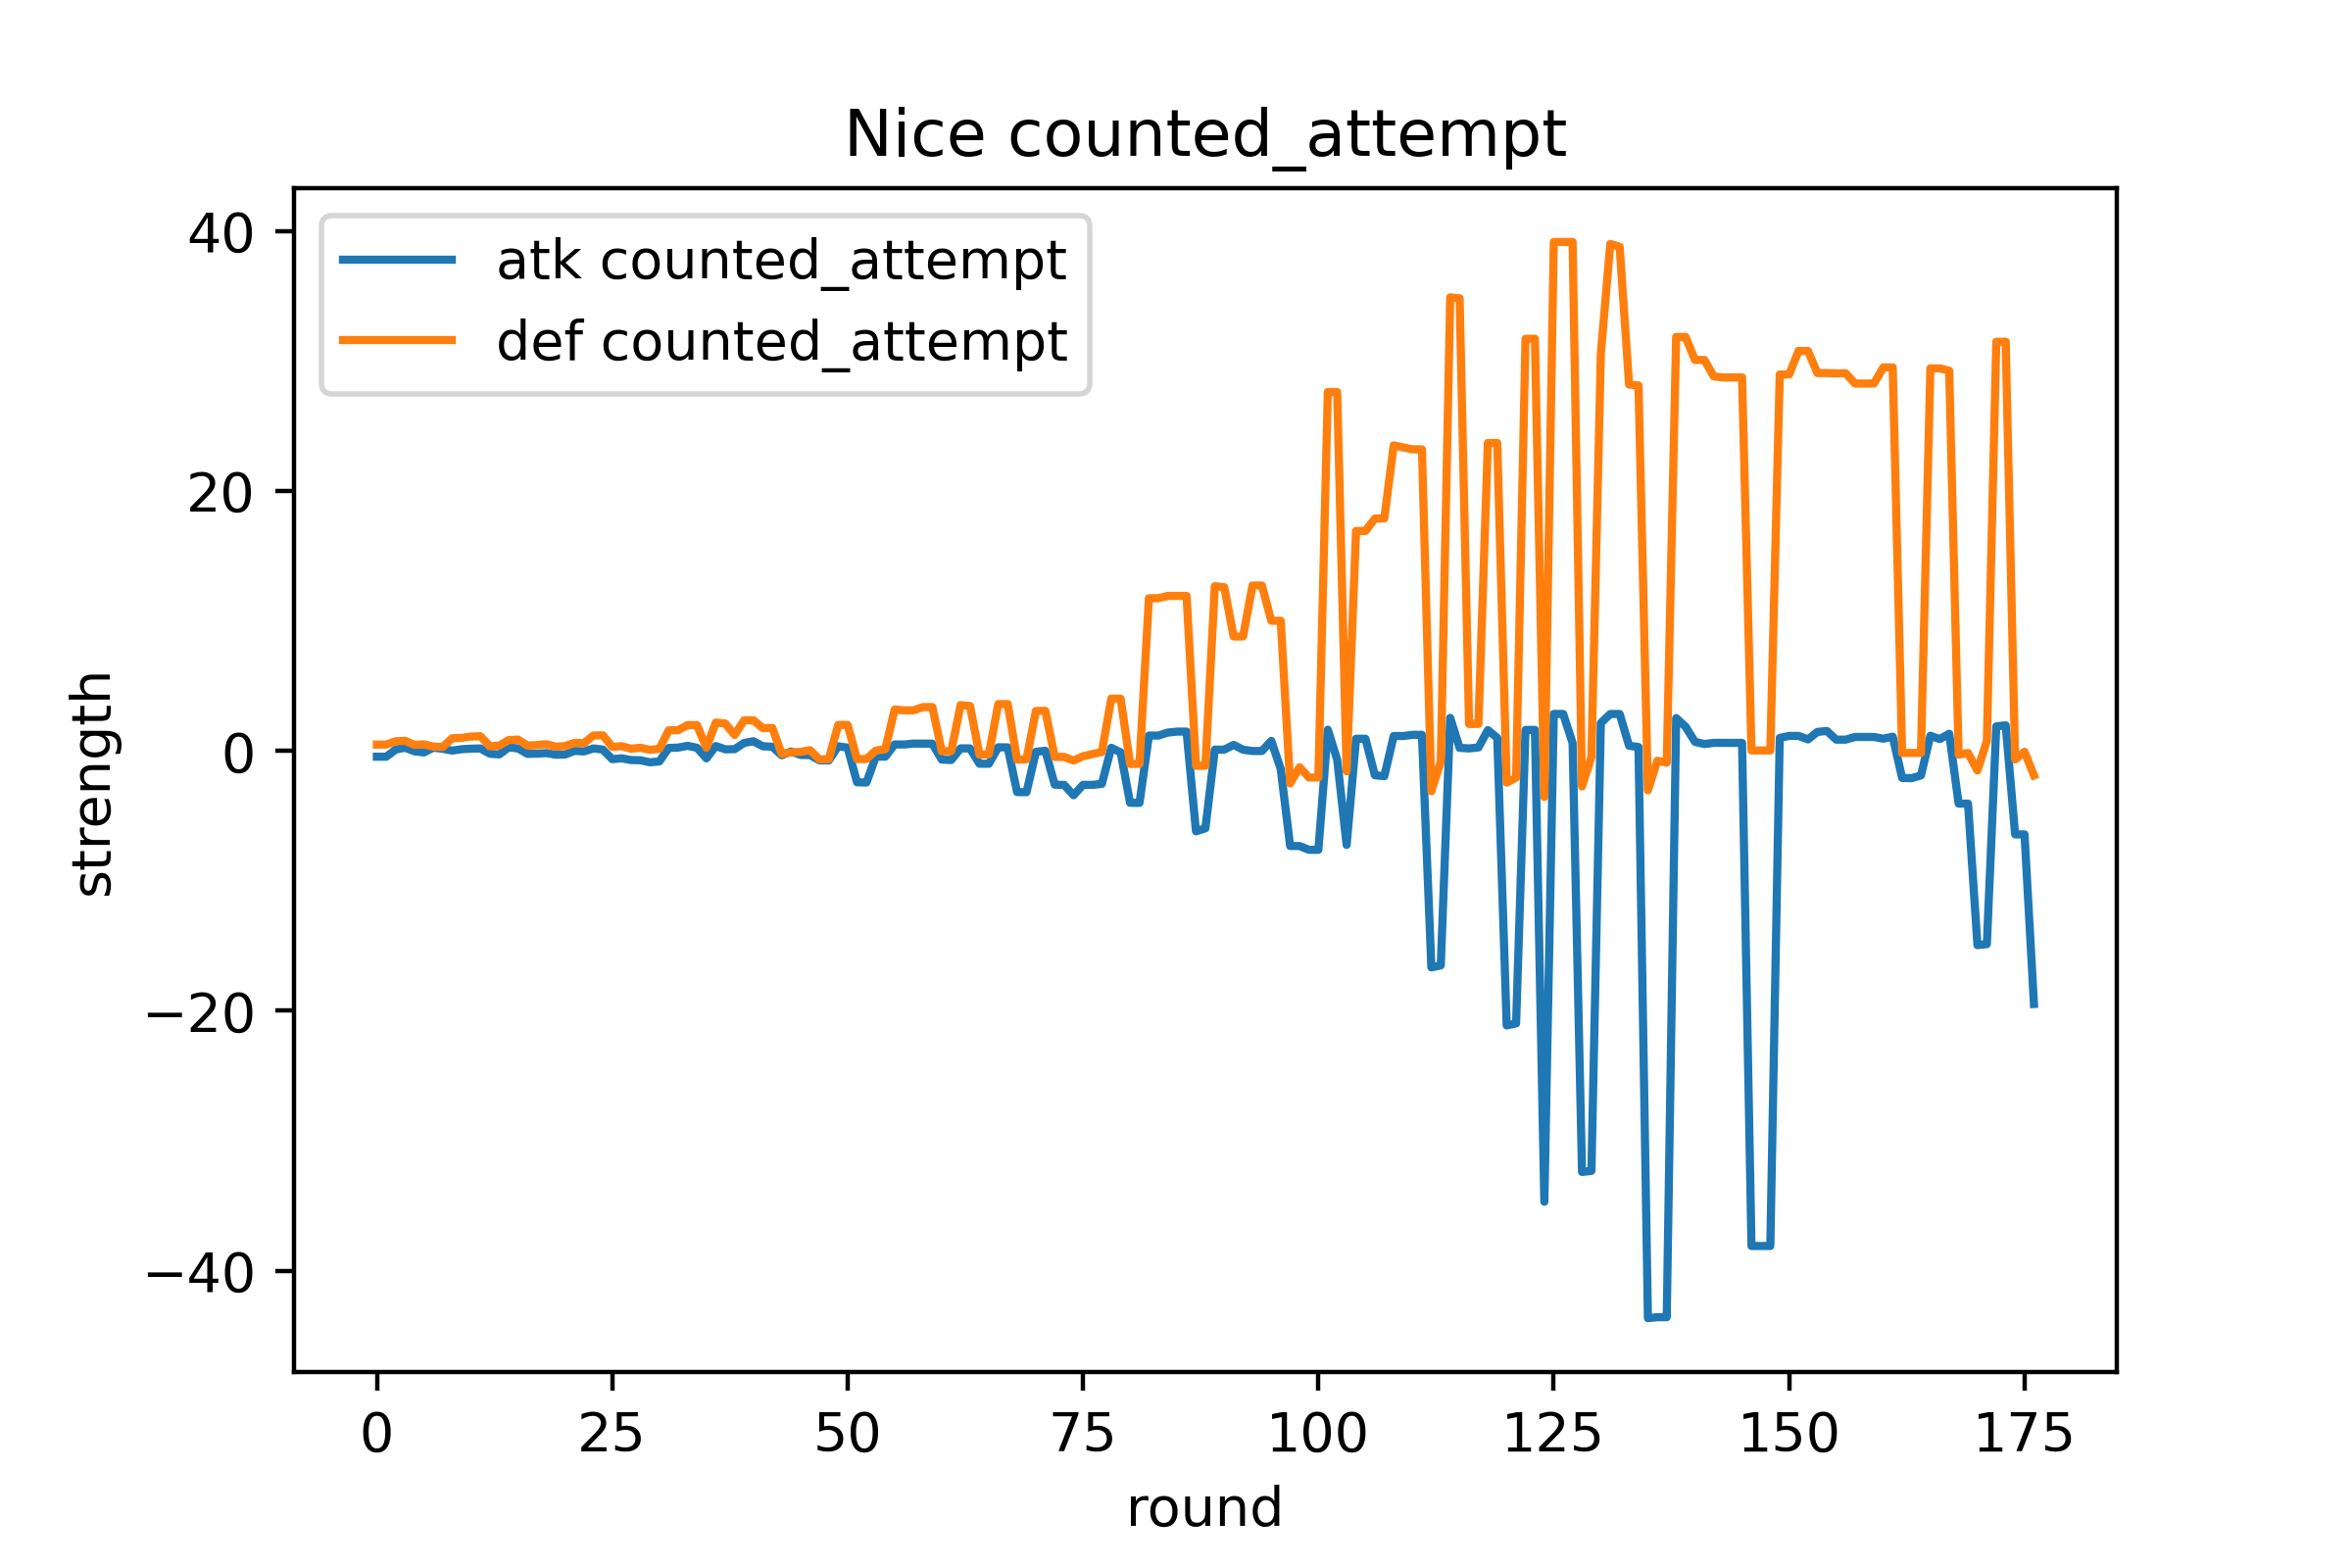 Nice counted_attempt
atk counted_attempt
def counted_attempt
40
20
0
−20
−40
strength
0 25 50 75 100 125 150 175
round